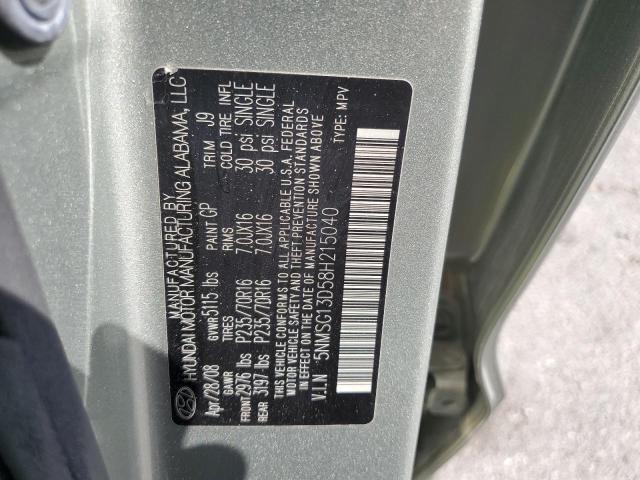 MANUFACTURED BY
HYUNDAI MOTOR MANUFACTURING ALABAMA, LLC
Apr/28/08 GVWR 5115 lbs PAINT GP TRIM J9
GAWR TIRES RIMS COLD TIRE INFL
FRONT 2976 lbs P235/70R16 7.0JX16 30 psi SINGLE
REAR 3197 lbs P235/70R16 7.0JX16 30 psi SINGLE
THIS VEHICLE CONFORMS TO ALL APPLICABLE U.S.A. FEDERAL
MOTOR VEHICLE SAFETY AND THEFT PREVENTION STANDARDS
IN EFFECT ON THE DATE OF MANUFACTURE SHOWN ABOVE
V.I.N 5NMSG13D58H215040 TYPE: MPV